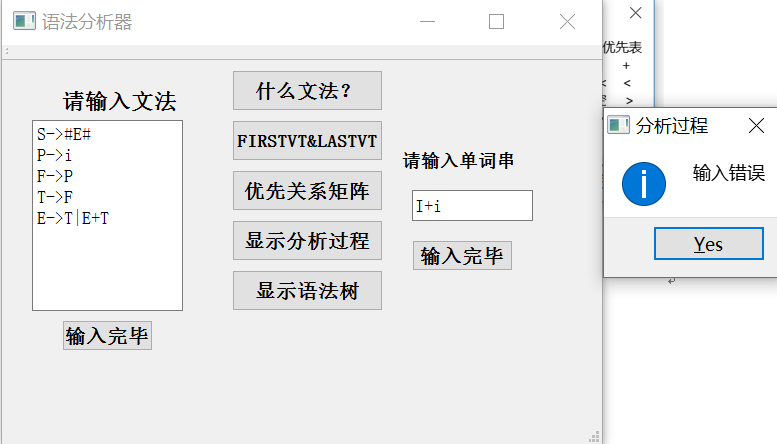 语法分析器
请输入文法
S->#E#
P->i
F->P
T->F
E->T|E+T
输入完毕
什么文法？
FIRSTVT&LASTVT
优先关系矩阵
显示分析过程
显示语法树
请输入单词串
I+i
输入完毕
优先表
+
< <
>
分析过程
输入错误
Yes